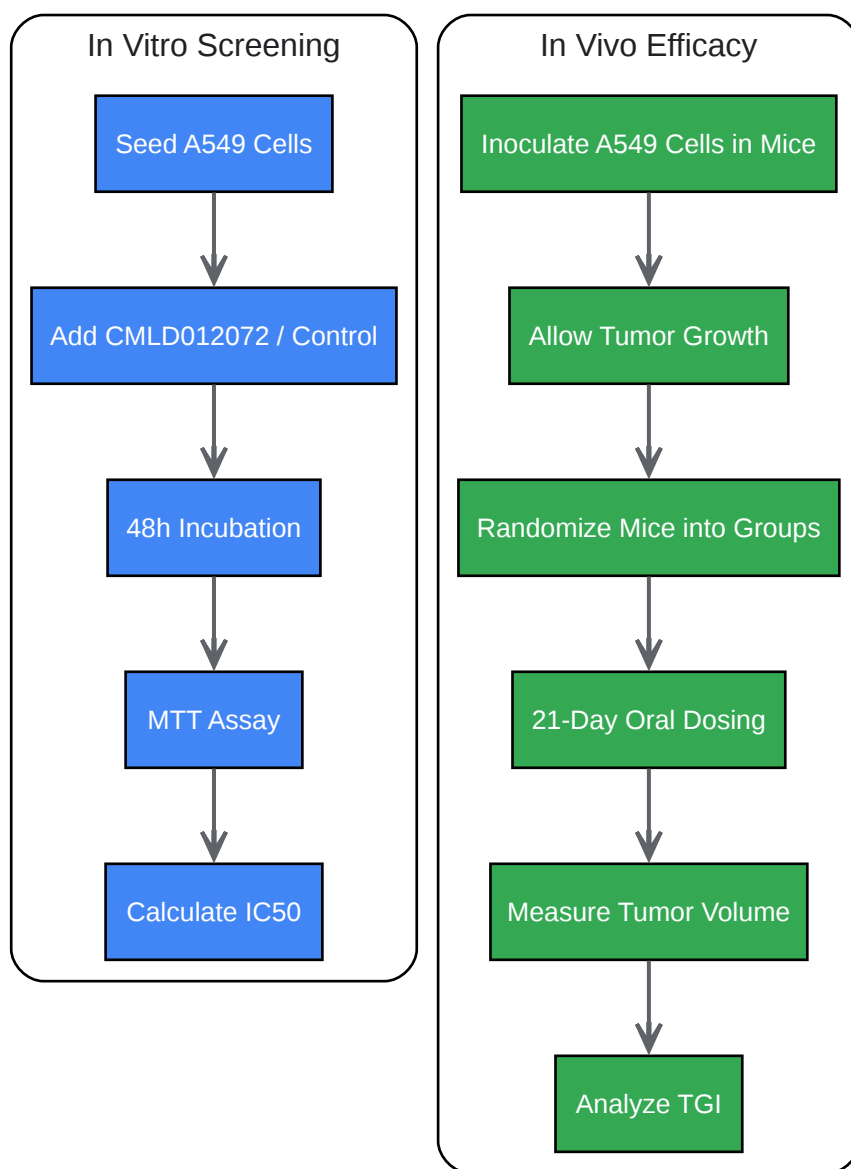 In Vitro Screening
Seed A549 Cells
Add CMLD012072 / Control
48h Incubation
MTT Assay
Calculate IC50
In Vivo Efficacy
Inoculate A549 Cells in Mice
Allow Tumor Growth
Randomize Mice into Groups
21-Day Oral Dosing
Measure Tumor Volume
Analyze TGI